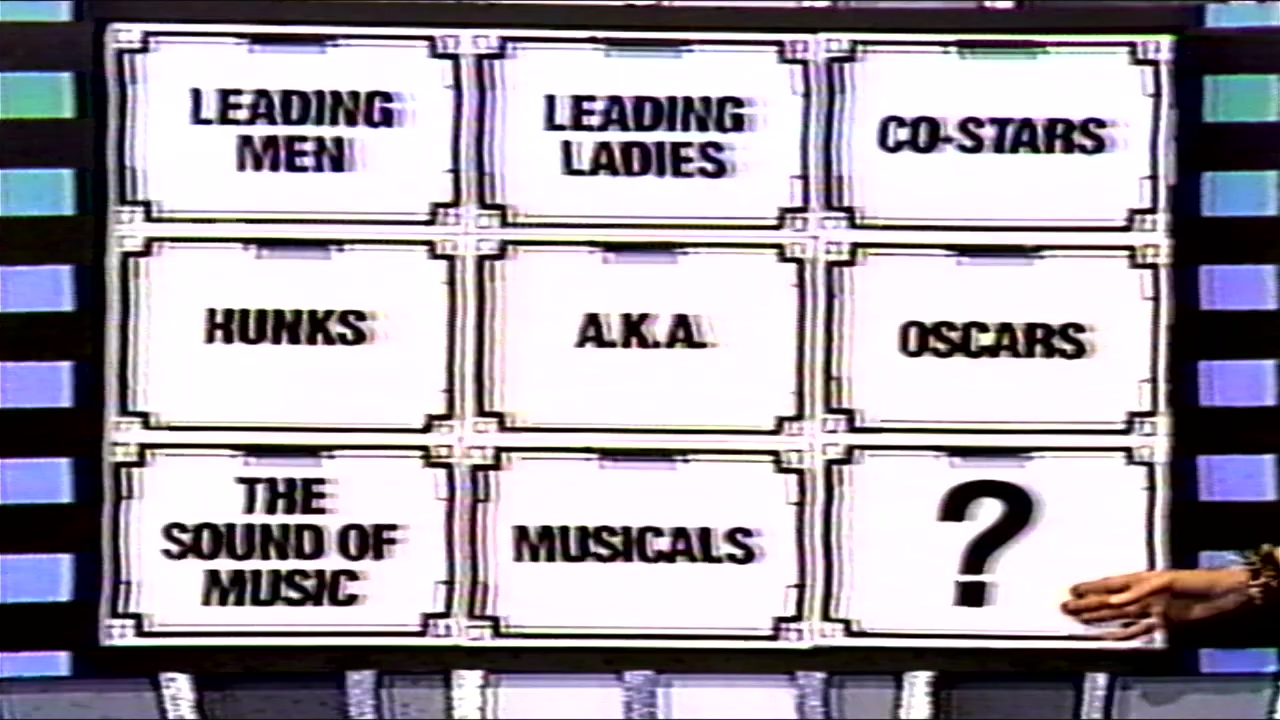 LEADING
MEN
LEADING
LADIES
CO-STARS
HUNKS
A.K.A.
OSCARS
THE
SOUND OF
MUSIC
MUSICALS
?